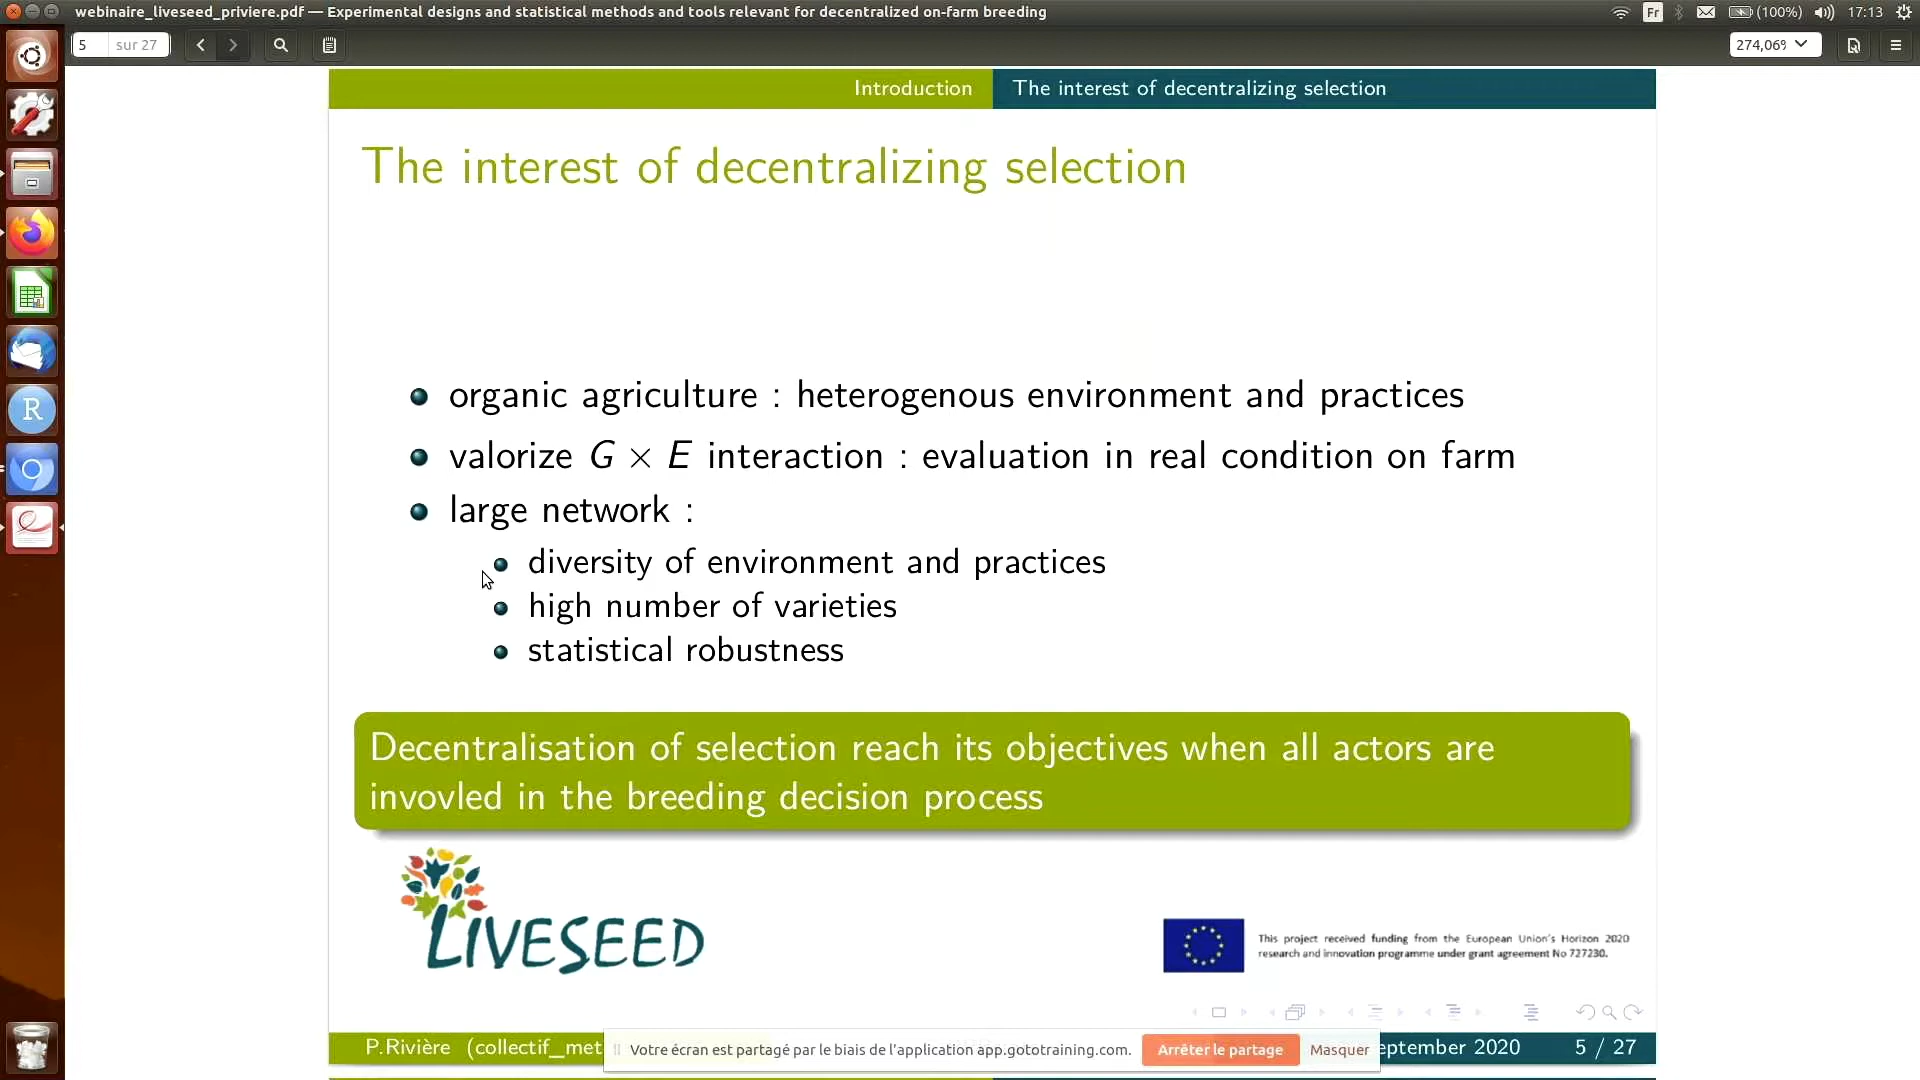 webinaire_liveseed_priviere.pdf — Experimental designs and statistical methods and tools relevant for decentralized on-farm breeding
Fr
(100%)
17:13
5
sur 27
274,06%
Introduction
The interest of decentralizing selection
The interest of decentralizing selection
organic agriculture : heterogenous environment and practices
valorize G × E interaction : evaluation in real condition on farm
large network :
diversity of environment and practices
high number of varieties
statistical robustness
Decentralisation of selection reach its objectives when all actors are
invovled in the breeding decision process
LIVESEED
This project received funding from the European Union's Horizon 2020
research and innovation programme under grant agreement No 727230.
P.Rivière (collectif_met
Votre écran est partagé par le biais de l'application app.gototraining.com.
Arrêter le partage
Masquer
eptember 2020
5 / 27
R